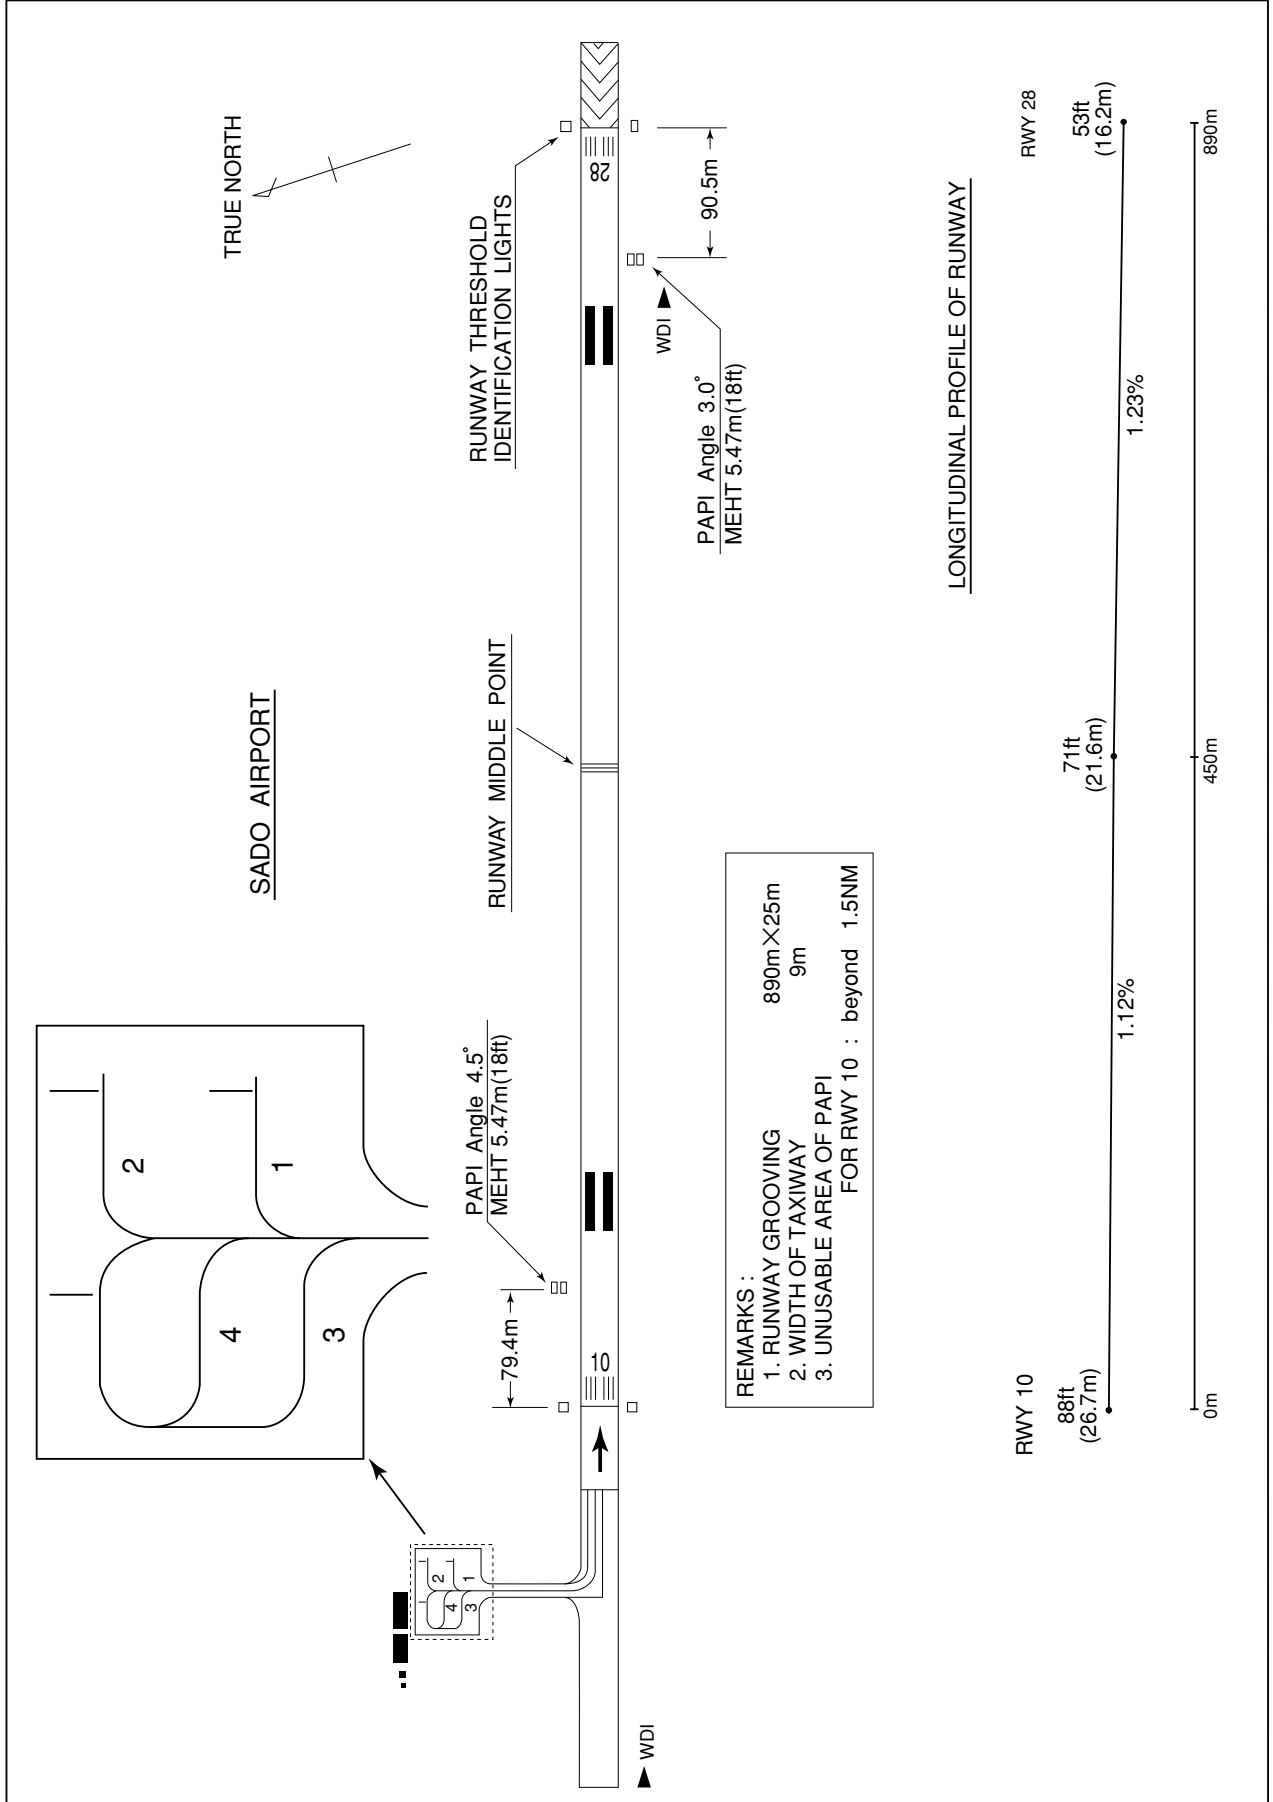 SADO AIRPORT
TRUE NORTH
2
1
4
3
2
1
4
3
PAPI Angle 4.5°
MEHT 5.47m(18ft)
79.4m
RUNWAY MIDDLE POINT
RUNWAY THRESHOLD
IDENTIFICATION LIGHTS
10
28
WDI
WDI
90.5m
PAPI Angle 3.0°
MEHT 5.47m(18ft)
REMARKS :
1. RUNWAY GROOVING 890m×25m
2. WIDTH OF TAXIWAY 9m
3. UNUSABLE AREA OF PAPI
FOR RWY 10 : beyond 1.5NM
LONGITUDINAL PROFILE OF RUNWAY
RWY 10
RWY 28
88ft
(26.7m)
71ft
(21.6m)
53ft
(16.2m)
1.12%
1.23%
0m
450m
890m